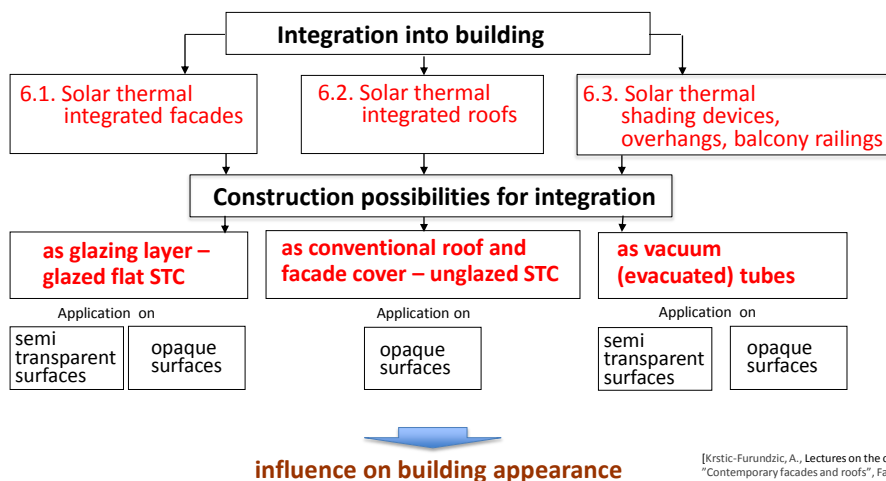 Integration into building
6.1. Solar thermal
integrated facades
6.2. Solar thermal
integrated roofs
6.3. Solar thermal
shading devices,
overhangs, balcony railings
Construction possibilities for integration
as glazing layer –
glazed flat STC
as conventional roof and
facade cover – unglazed STC
as vacuum
(evacuated) tubes
Application on
semi
transparent
surfaces
opaque
surfaces
Application on
opaque
surfaces
Application on
semi
transparent
surfaces
opaque
surfaces
influence on building appearance
[Krstic-Furundzic, A., Lectures on the
"Contemporary facades and roofs",